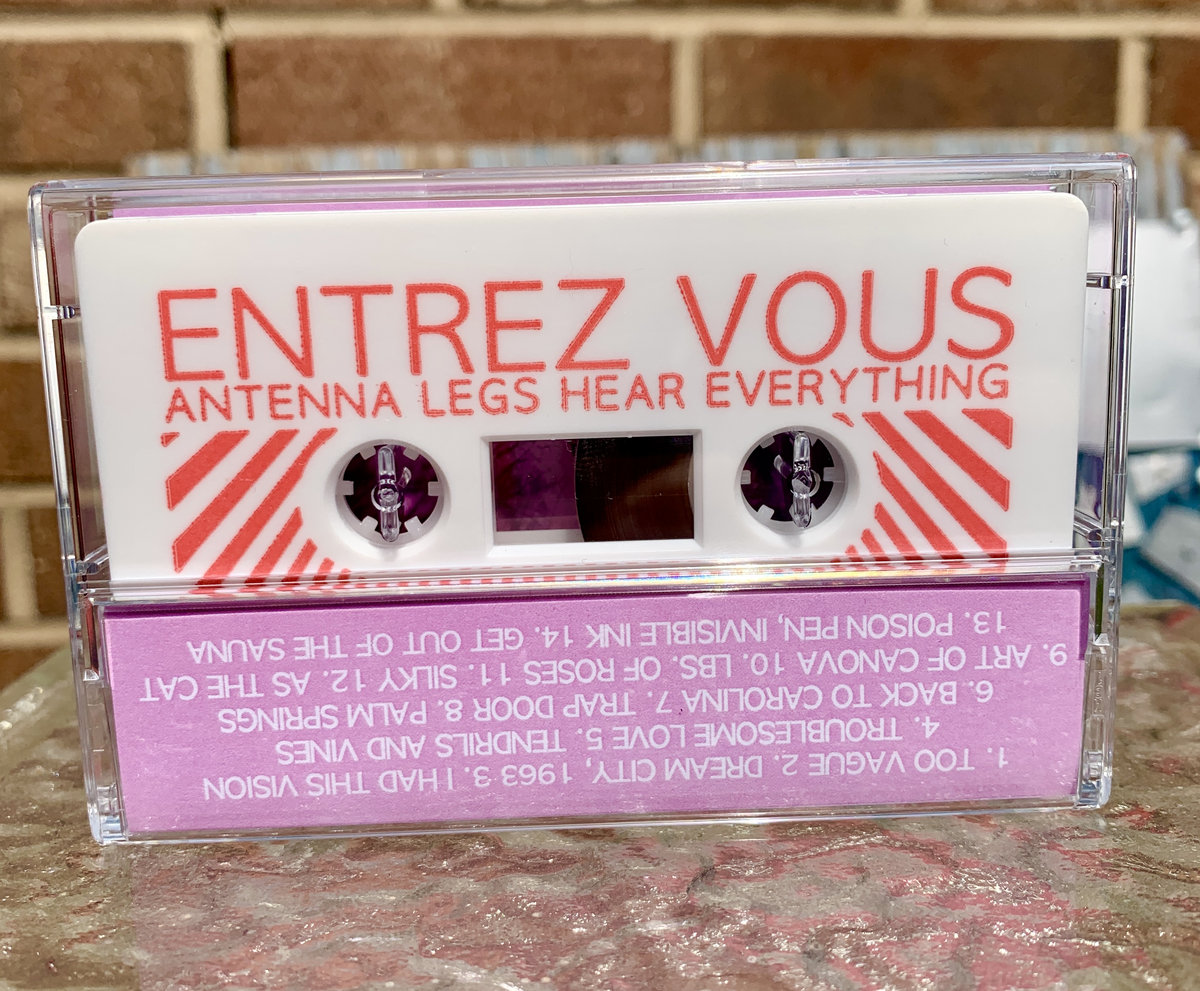 ENTREZ VOUS
ANTENNA LEGS HEAR EVERYTHING
1. TOO VAGUE 2. DREAM CITY, 1963 3. I HAD THIS VISION
4. TROUBLESOME LOVE 5. TENDRILS AND VINES
6. BACK TO CAROLINA 7. TRAP DOOR 8. PALM SPRINGS
9. ART OF CANOVA 10. LBS. OF ROSES 11. SILKY 12. AS THE CAT
13. POISON PEN, INVISIBLE INK 14. GET OUT OF THE SAUNA